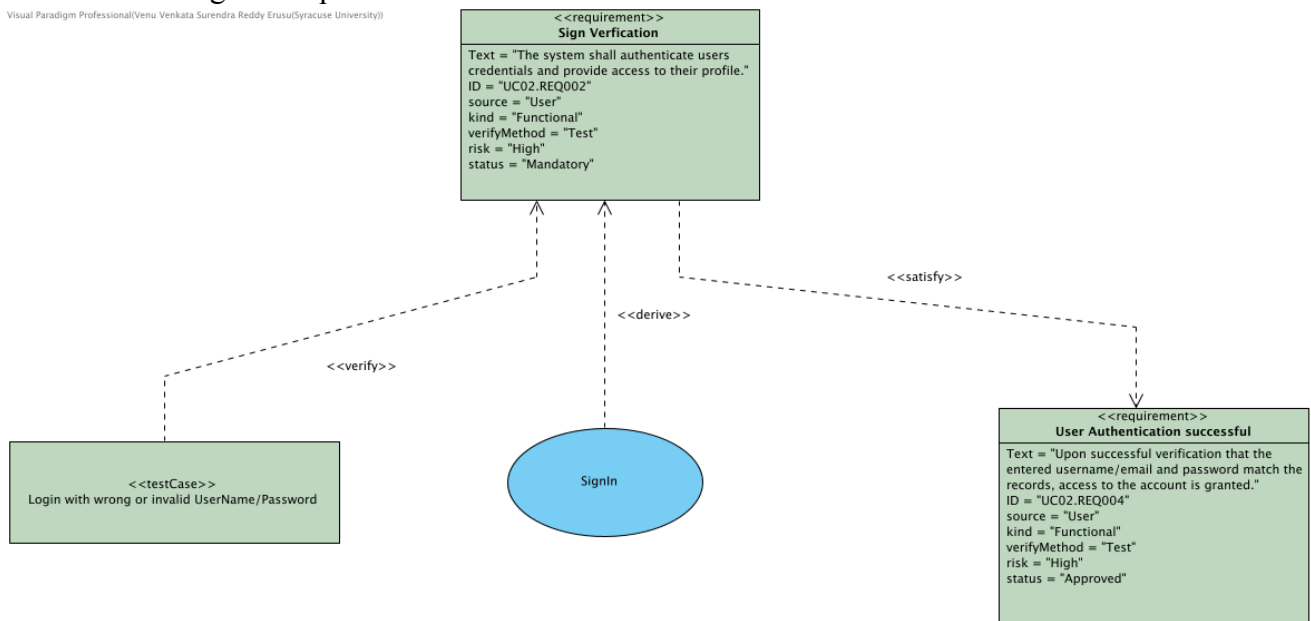 Visual Paradigm Professional(Venu Venkata Surendra Reddy Erusu(Syracuse University))
<<requirement>>
Sign Verfication
Text = "The system shall authenticate users
credentials and provide access to their profile."
ID = "UC02.REQ002"
source = "User"
kind = "Functional"
verifyMethod = "Test"
risk = "High"
status = "Mandatory"
<<satisfy>>
<<derive>>
<<verify>>
<<testCase>>
Login with wrong or invalid UserName/Password
SignIn
<<requirement>>
User Authentication successful
Text = "Upon successful verification that the
entered username/email and password match the
records, access to the account is granted."
ID = "UC02.REQ004"
source = "User"
kind = "Functional"
verifyMethod = "Test"
risk = "High"
status = "Approved"